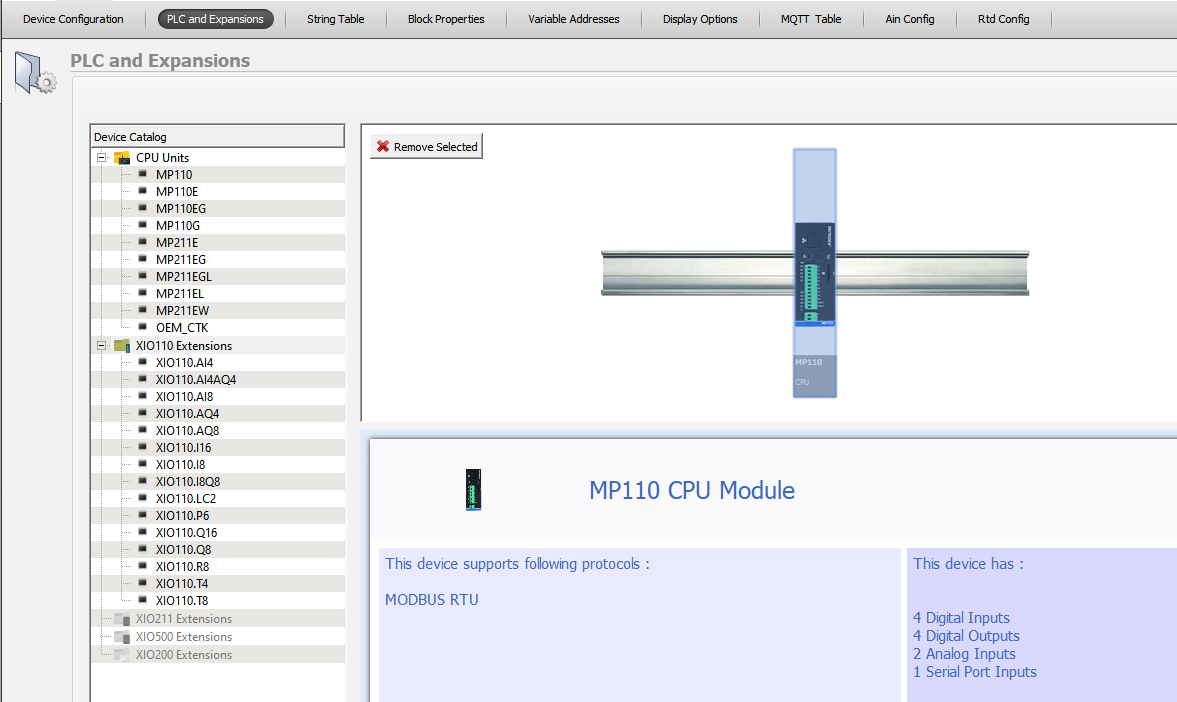 Device Configuration
PLC and Expansions
String Table
Block Properties
Variable Addresses
Display Options
MQTT Table
Ain Config
Rtd Config
PLC and Expansions
Device Catalog
CPU Units
MP110
MP110E
MP110EG
MP110G
MP211E
MP211EG
MP211EGL
MP211EL
MP211EW
OEM_CTK
XIO110 Extensions
XIO110.AI4
XIO110.AI4AQ4
XIO110.AI8
XIO110.AQ4
XIO110.AQ8
XIO110.I16
XIO110.I8
XIO110.I8Q8
XIO110.LC2
XIO110.P6
XIO110.Q16
XIO110.Q8
XIO110.R8
XIO110.T4
XIO110.T8
XIO211 Extensions
XIO500 Extensions
XIO200 Extensions
Remove Selected
MP110
CPU
MP110 CPU Module
This device supports following protocols :
MODBUS RTU
This device has :
4 Digital Inputs
4 Digital Outputs
2 Analog Inputs
1 Serial Port Inputs